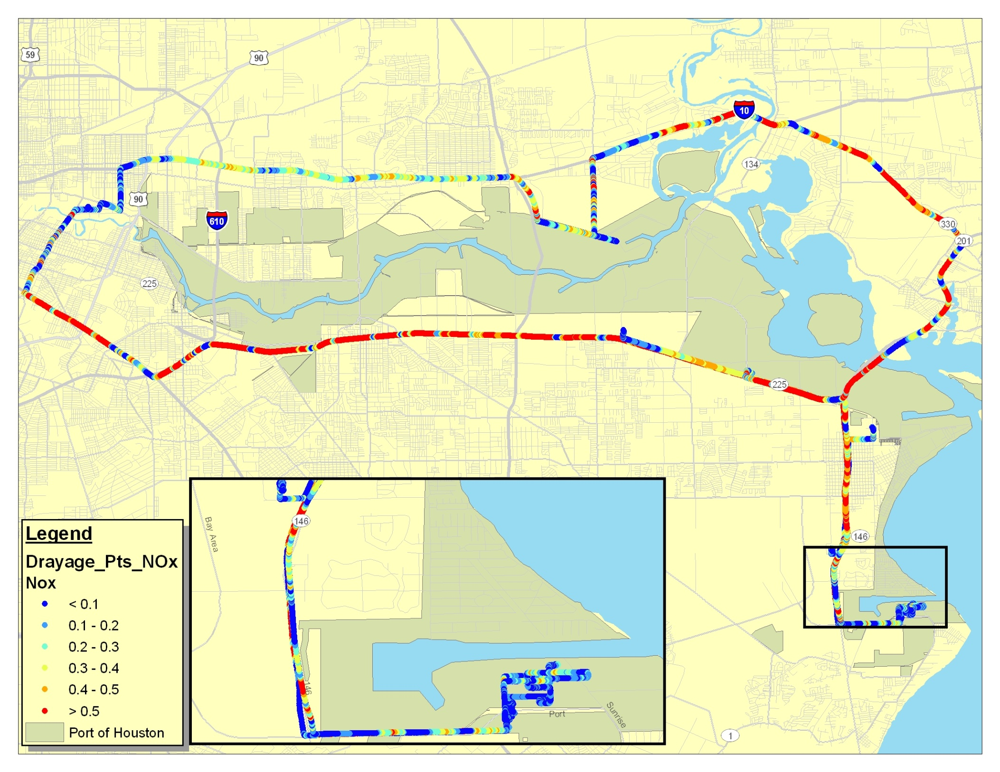 59
90
10
134
90
610
330
201
225
225
146
Bay Area
146
146
Port
Sunrise
1
Legend
Drayage_Pts_NOx
Nox
< 0.1
0.1 - 0.2
0.2 - 0.3
0.3 - 0.4
0.4 - 0.5
> 0.5
Port of Houston